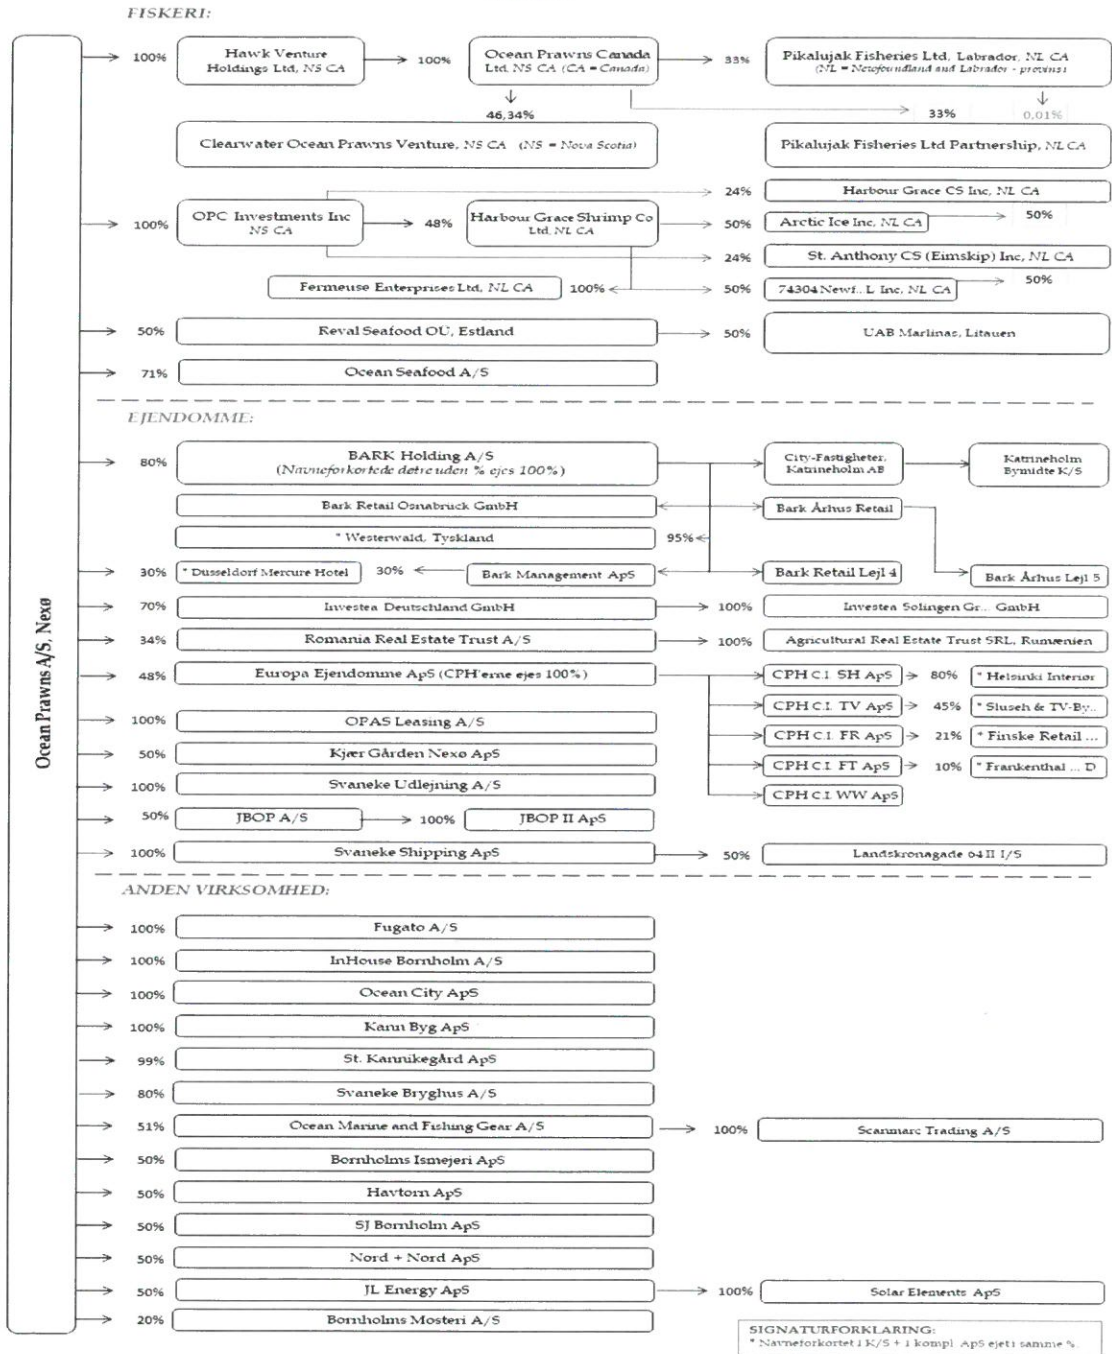 FISKERI:
Ocean Prawns A/S, Nexø
100%
Hawk Venture
Holdings Ltd, NS CA
100%
Ocean Prawns Canada
Ltd, NS CA (CA = Canada)
33%
Pikalujak Fisheries Ltd, Labrador, NL CA
(NL = Newfoundland and Labrador - provins)
46,34%
33%
0,01%
Clearwater Ocean Prawns Venture, NS CA (NS = Nova Scotia)
Pikalujak Fisheries Ltd Partnership, NL CA
24%
Harbour Grace CS Inc, NL CA
100%
OPC Investments Inc
NS CA
48%
Harbour Grace Shrimp Co
Ltd, NL CA
50%
Arctic Ice Inc, NL CA
50%
24%
St. Anthony CS (Eimskip) Inc, NL CA
Fermeuse Enterprises Ltd, NL CA
100%
50%
74304 Newf...L Inc, NL CA
50%
50%
Reval Seafood OÜ, Estland
50%
UAB Marlinas, Litauen
71%
Ocean Seafood A/S
EJENDOMME:
80%
BARK Holding A/S
(Navneforkortede detre uden % ejes 100%)
City-Fastigheter,
Katrineholm AB
Katrineholm
Bymidte K/S
Bark Retail Osnabrück GmbH
Bark Århus Retail
* Westerwald, Tyskland
95%
30%
* Düsseldorf Mercure Hotel
30%
Bark Management ApS
Bark Retail Lejl 4
Bark Århus Lejl 5
70%
Investea Deutschland GmbH
100%
Investea Solingen Gr... GmbH
34%
Romania Real Estate Trust A/S
100%
Agricultural Real Estate Trust SRL, Rumænien
48%
Europa Ejendomme ApS (CPH'erne ejes 100%)
CPH C.I. SH ApS
80%
* Helsinki Interiør
CPH C.I. TV ApS
45%
* Sluseh & TV-By..
100%
OPAS Leasing A/S
CPH C.I. FR ApS
21%
* Finske Retail ...
50%
Kjær Gården Nexø ApS
CPH C.I. FT ApS
10%
* Frankenthal ... D
100%
Svaneke Udlejning A/S
CPH C.I. WW ApS
50%
JBOP A/S
100%
JBOP II ApS
100%
Svaneke Shipping ApS
50%
Landskronagade 64 II I/S
ANDEN VIRKSOMHED:
100%
Fugato A/S
100%
InHouse Bornholm A/S
100%
Ocean City ApS
100%
Kann Byg ApS
99%
St. Kannikegård ApS
80%
Svaneke Bryghus A/S
51%
Ocean Marine and Fishing Gear A/S
100%
Scanmarc Trading A/S
50%
Bornholms Ismejeri ApS
50%
Havtorn ApS
50%
SJ Bornholm ApS
50%
Nord + Nord ApS
50%
JL Energy ApS
100%
Solar Elements ApS
20%
Bornholms Mosteri A/S
SIGNATURFORKLARING:
* Navneforkortet i K/S + i kompl. ApS ejet i samme %.